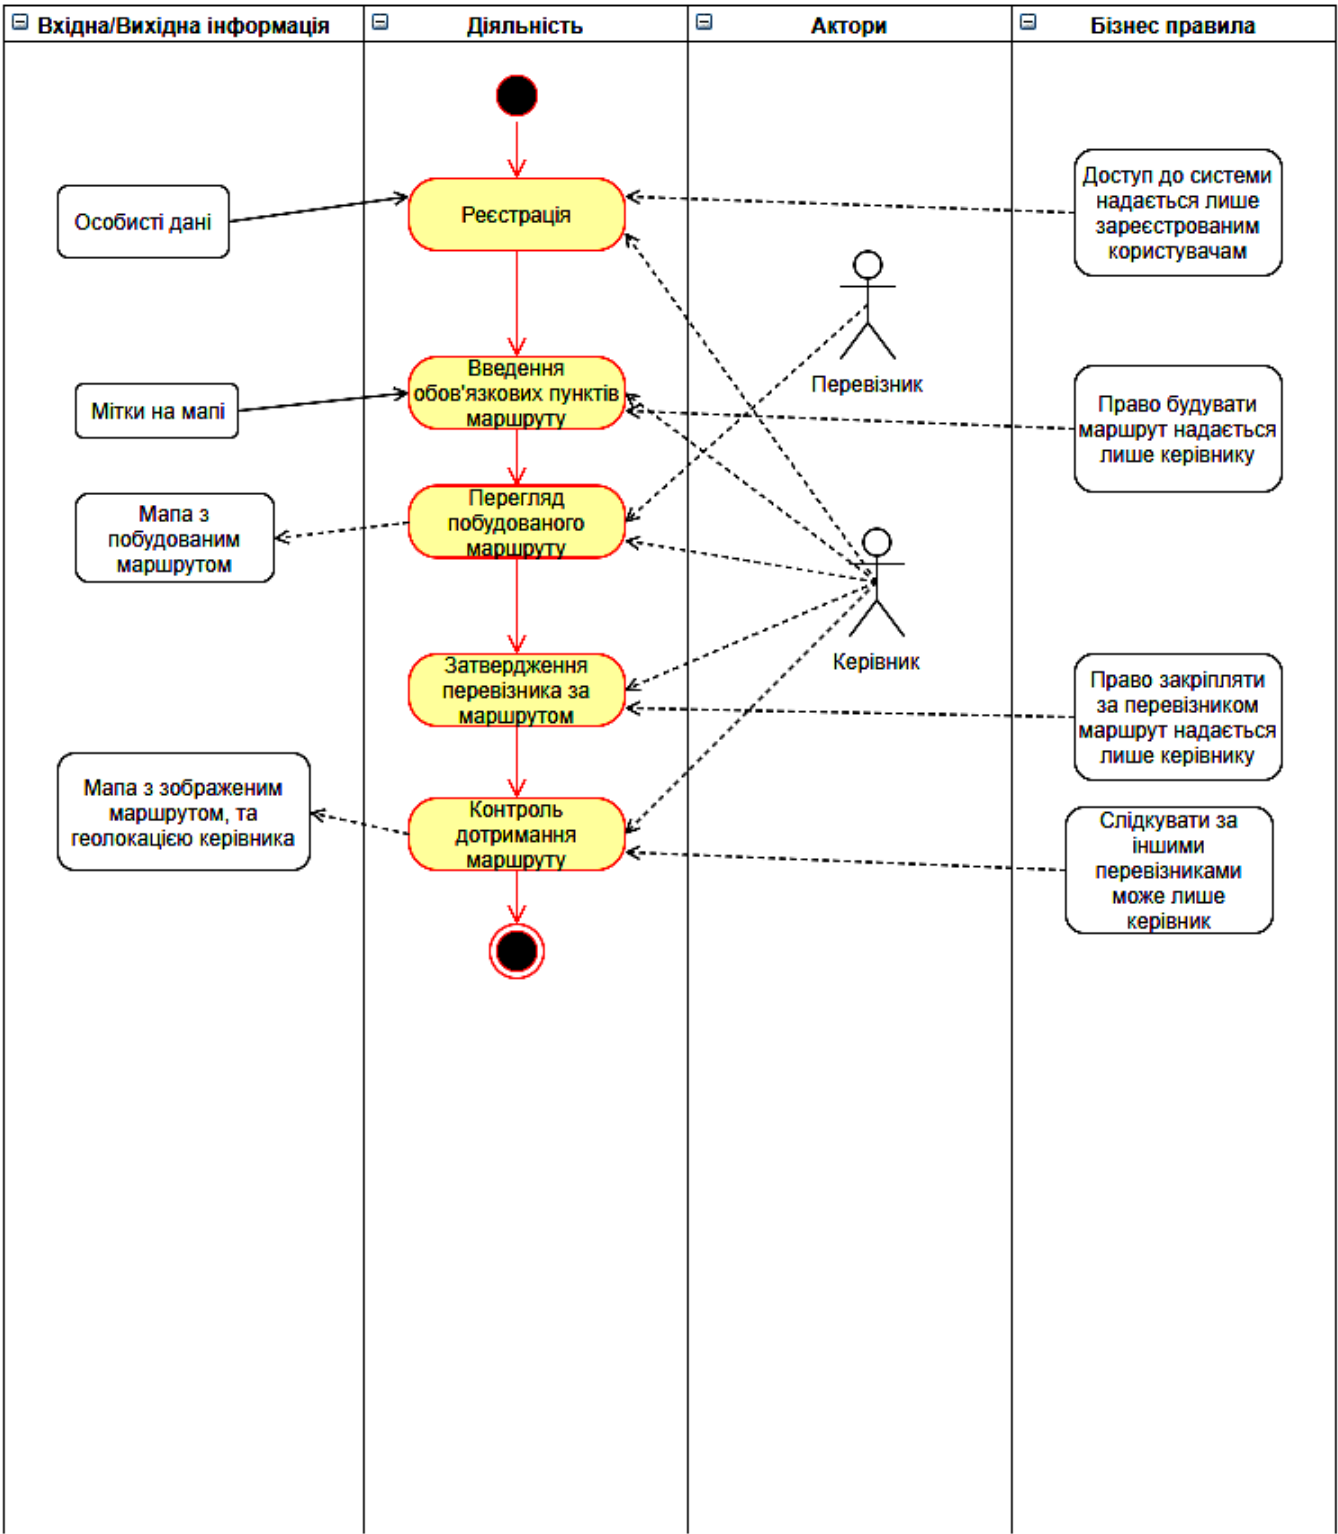 Вхідна/Вихідна інформація
Діяльність
Актори
Бізнес правила
Особисті дані
Реєстрація
Доступ до системи
надається лише
зареєстрованим
користувачам
Перевізник
Мітки на мапі
Введення
обов'язкових пунктів
маршруту
Право будувати
маршрут надається
лише керівнику
Мапа з
побудованим
маршрутом
Перегляд
побудованого
маршруту
Керівник
Затвердження
перевізника за
маршрутом
Право закріпляти
за перевізником
маршрут надається
лише керівнику
Мапа з зображеним
маршрутом, та
геолокацією керівника
Контроль
дотримання
маршруту
Слідкувати за
іншими
перевізниками
може лише
керівник